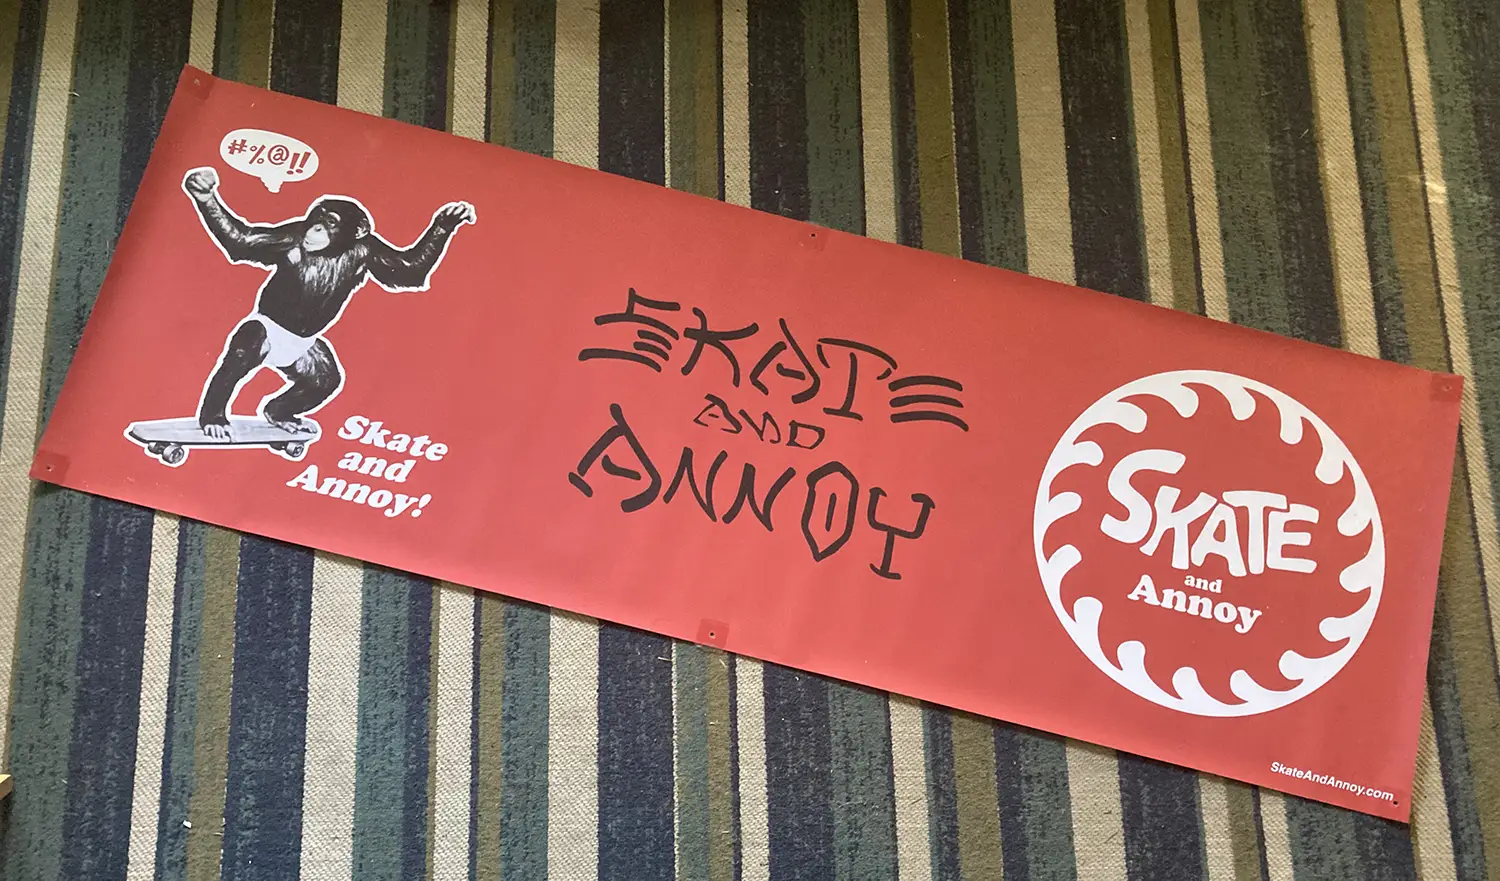 #%@!!
Skate
and
Annoy!
SKATE
AND
ANNOY
SKATE
and
Annoy
SkateAndAnnoy.com